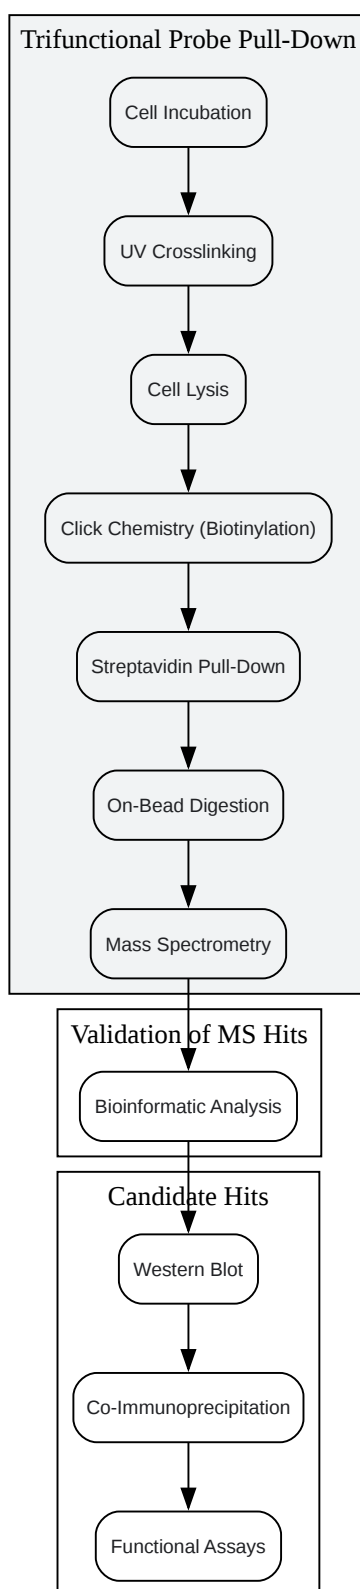 Trifunctional Probe Pull-Down
Cell Incubation
UV Crosslinking
Cell Lysis
Click Chemistry (Biotinylation)
Streptavidin Pull-Down
On-Bead Digestion
Mass Spectrometry
Validation of MS Hits
Bioinformatic Analysis
Candidate Hits
Western Blot
Co-Immunoprecipitation
Functional Assays